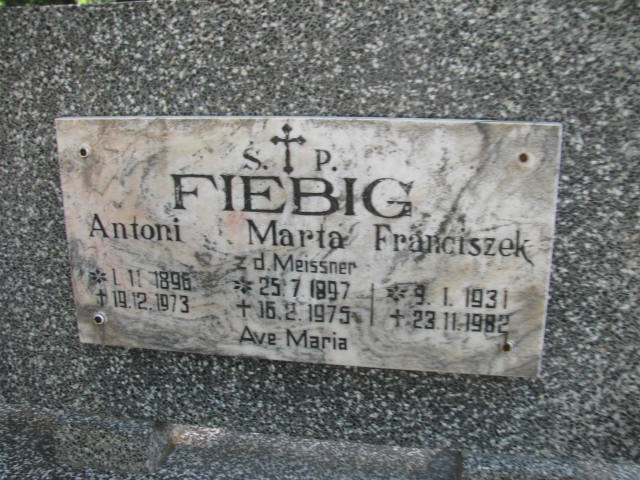 S. † P.
FIEBIG
Antoni Marta Franciszek
z d. Meissner
* 1. 11. 1896 * 25. 7. 1897 * 9. 1. 1931
+ 19.12.1973 + 16. 2. 1975 + 23.11.1982
Ave Maria